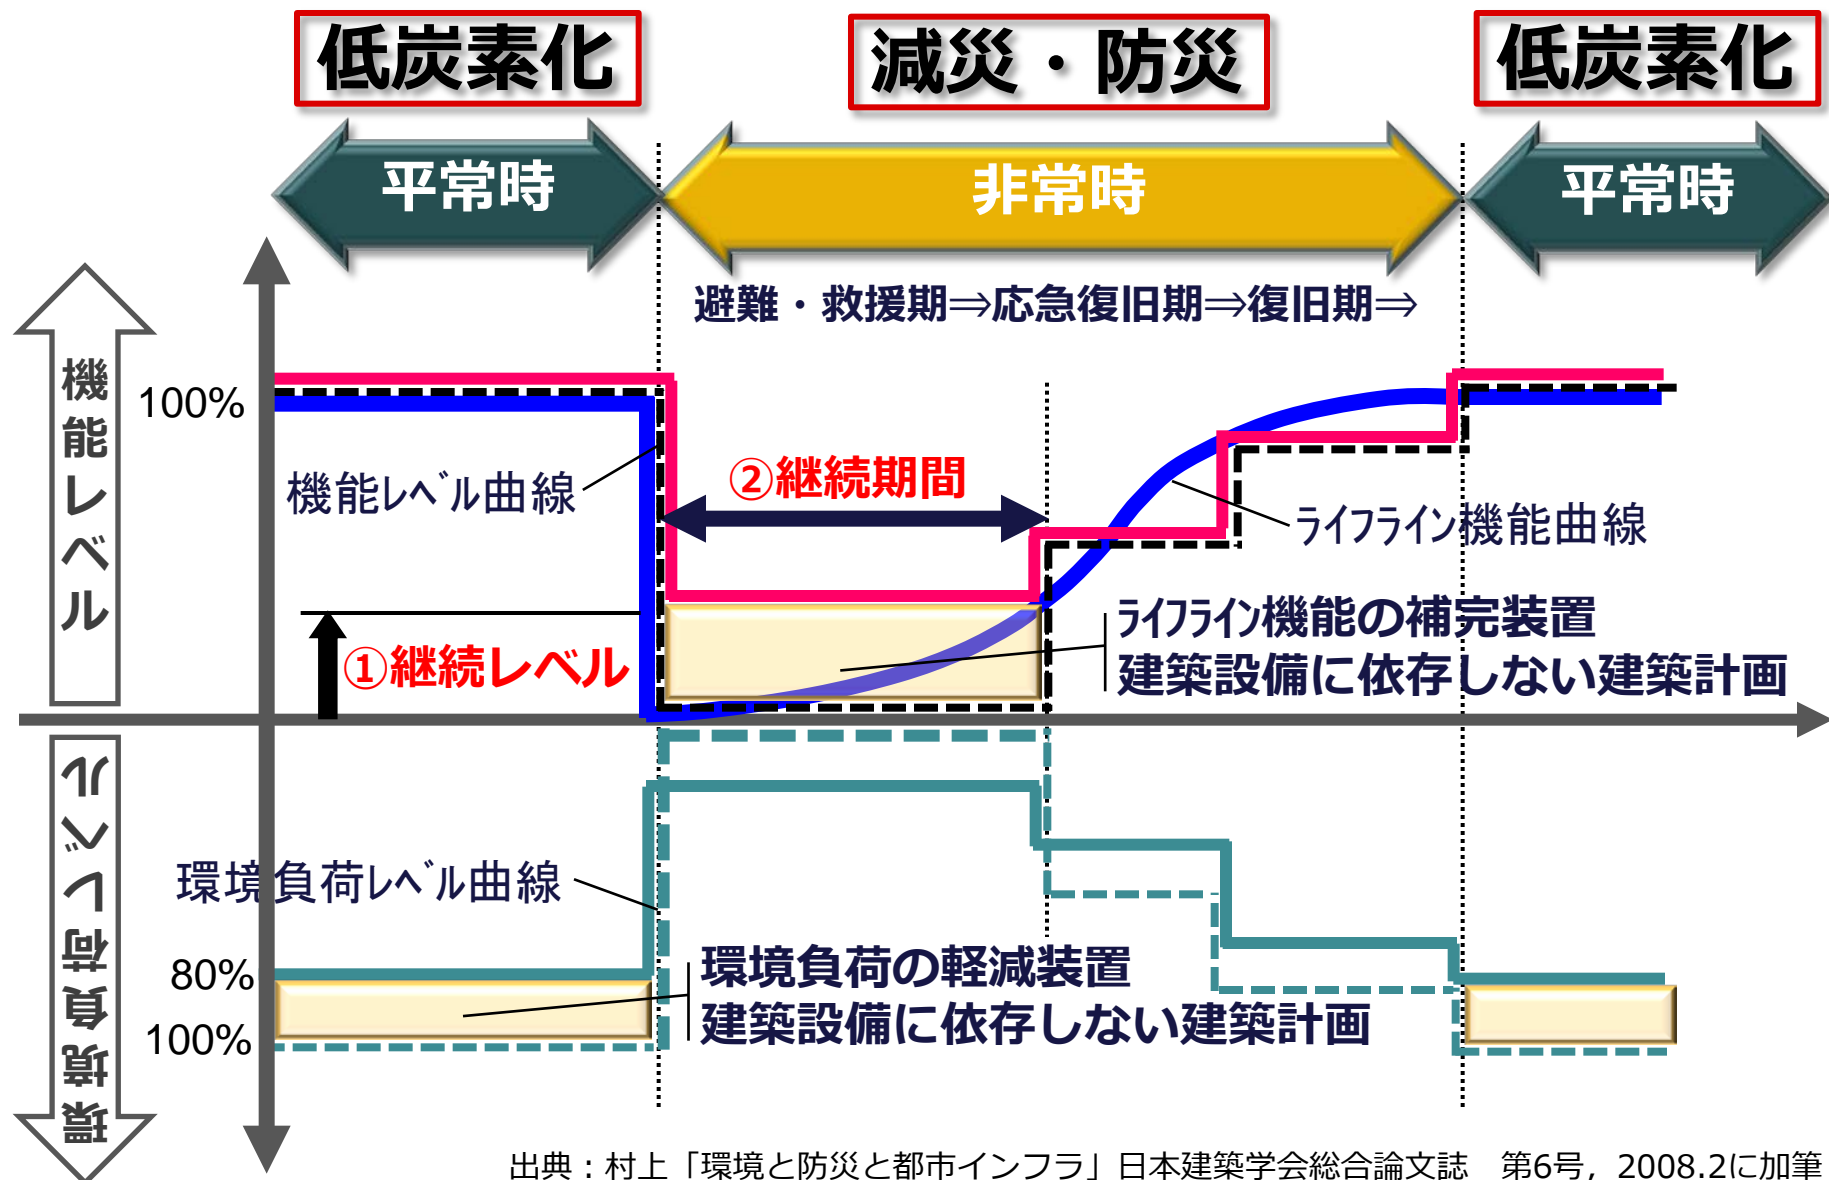 低炭素化
減災・防災
低炭素化
平常時
非常時
平常時
避難・救援期⇒応急復旧期⇒復旧期⇒
機能レベル
100%
機能レベル曲線
②継続期間
ライフライン機能曲線
①継続レベル
ライフライン機能の補完装置
建築設備に依存しない建築計画
環境負荷レベル
環境負荷レベル曲線
80%
100%
環境負荷の軽減装置
建築設備に依存しない建築計画
出典：村上「環境と防災と都市インフラ」日本建築学会総合論文誌　第6号，2008.2に加筆